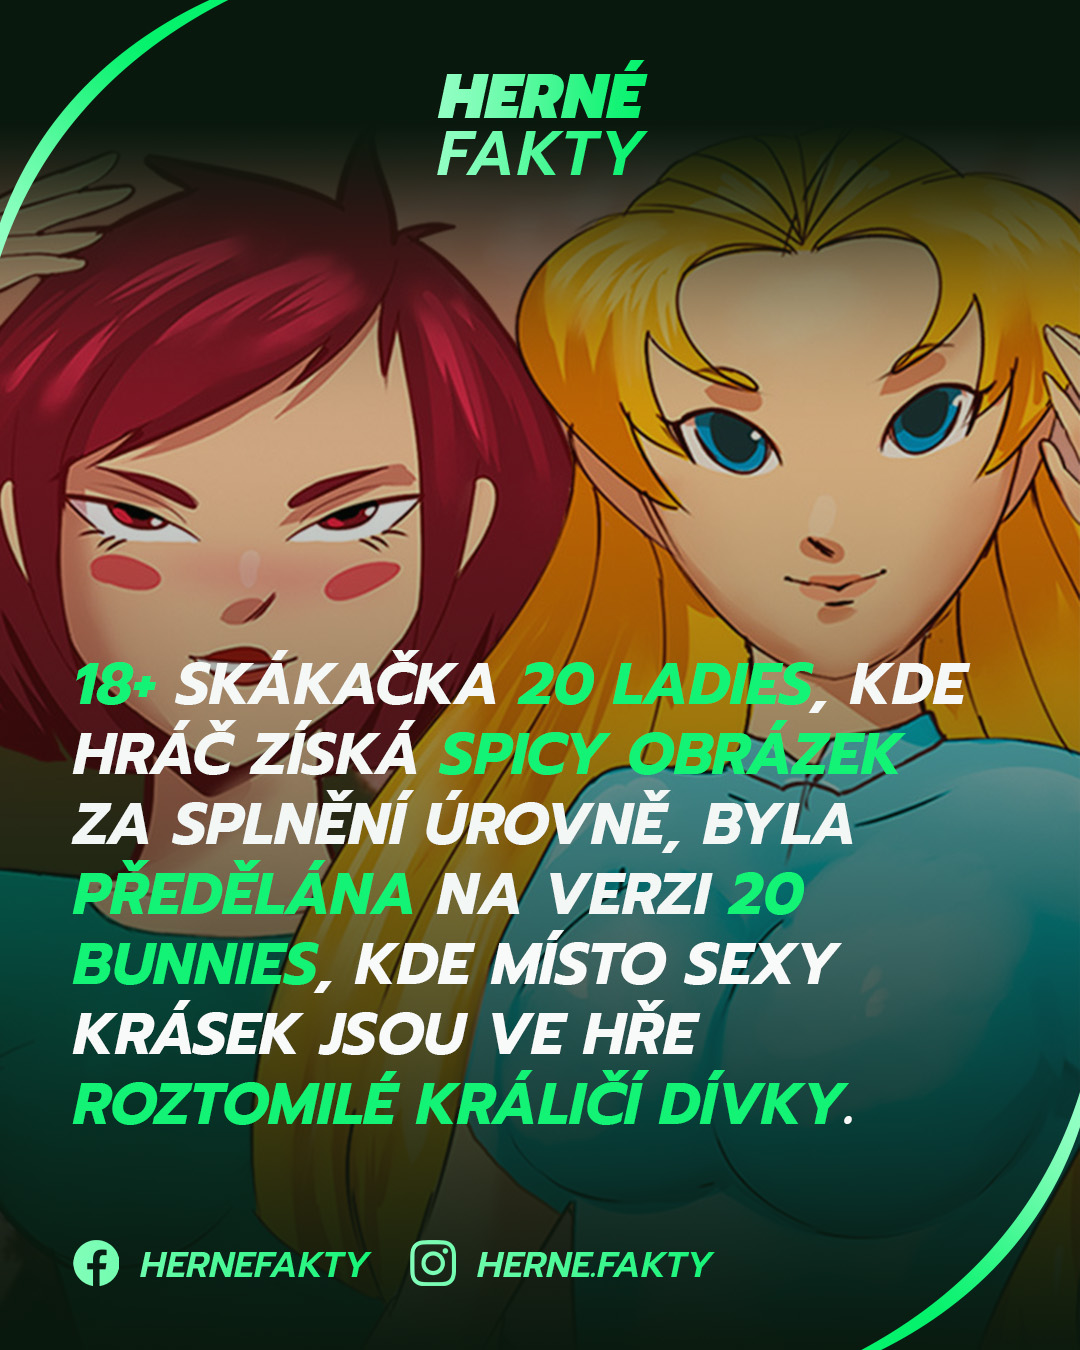 HERNÉ
FAKTY
18+ SKÁKAČKA 20 LADIES, KDE
HRÁČ ZÍSKÁ SPICY OBRÁZEK
ZA SPLNĚNÍ ÚROVNĚ, BYLA
PŘEDĚLÁNA NA VERZI 20
BUNNIES, KDE MÍSTO SEXY
KRÁSEK JSOU VE HŘE
ROZTOMILÉ KRÁLIČÍ DÍVKY.
HERNEFAKTY HERNE.FAKTY